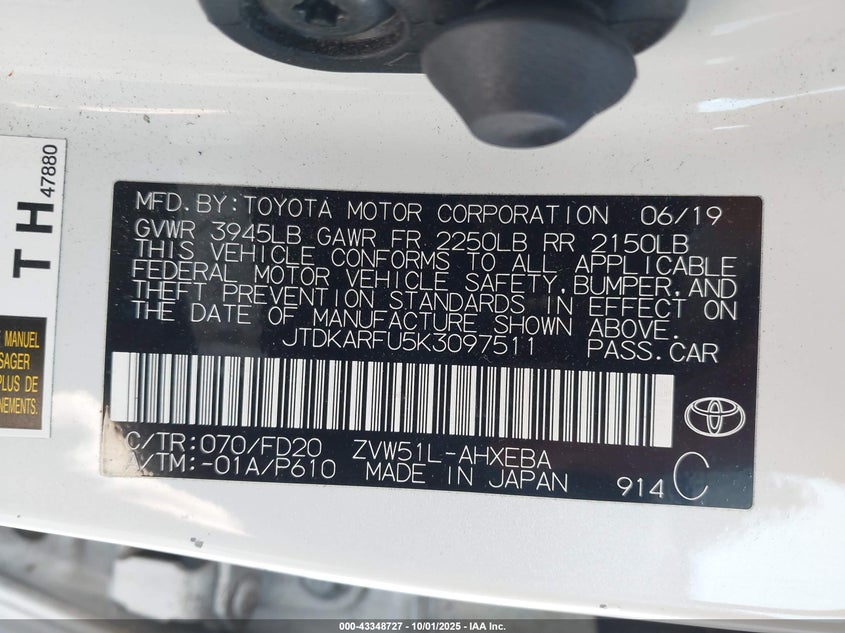 MFD.BY:TOYOTA MOTOR CORPORATION 06/19
GVWR 3945LB GAWR FR 2250LB RR 2150LB
THIS VEHICLE CONFORMS TO ALL APPLICABLE
FEDERAL MOTOR VEHICLE SAFETY,BUMPER,AND
THEFT PREVENTION STANDARDS IN EFFECT ON
THE DATE OF MANUFACTURE SHOWN ABOVE.
JTDKARFU5K3097511 PASS.CAR
C/TR:070/FD20 ZVW51L-AHXEBA
A/TM:-01A/P610 MADE IN JAPAN 914 C
TH
47880
MANUEL
PLUS DE
000-43348727 - 10/01/2025 - IAA Inc.